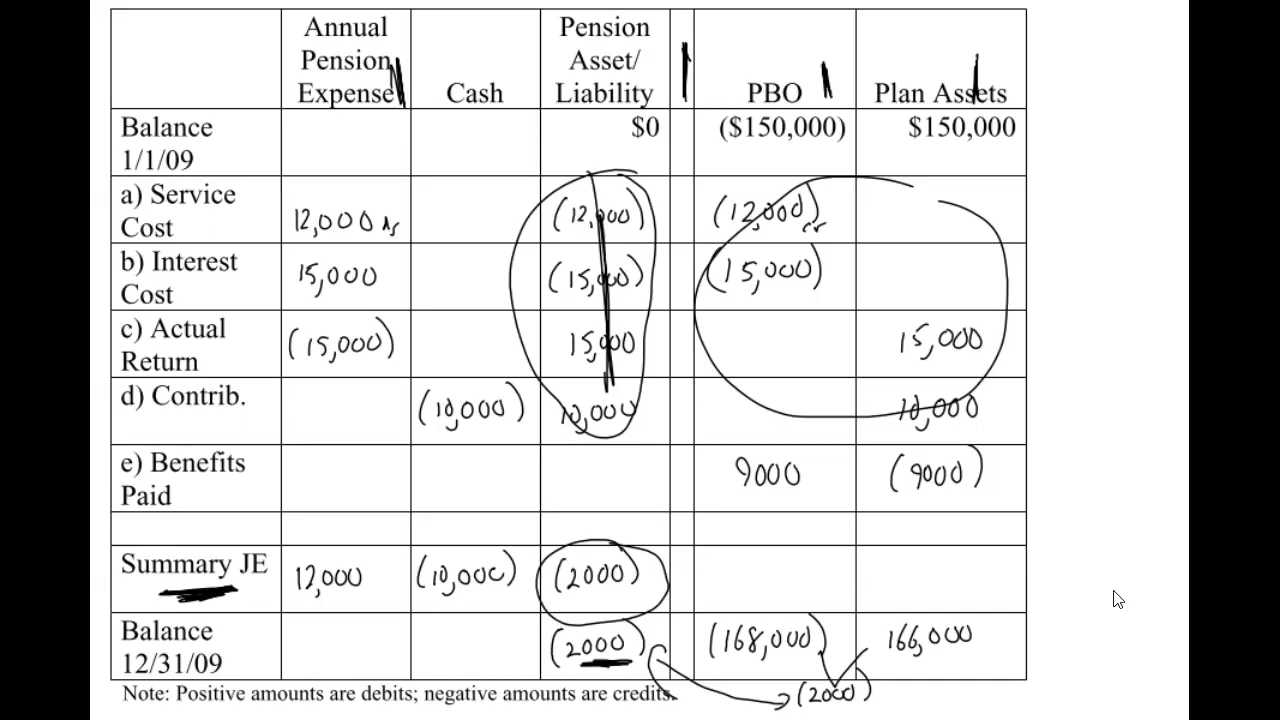 Annual Pension Expense Cash Pension Asset/ Liability PBO Plan Assets
Balance 1/1/09 $0 ($150,000) $150,000
a) Service Cost 12,000 (12,000) (12,000) cr
b) Interest Cost 15,000 (15,000) (15,000)
c) Actual Return (15,000) 15,000 15,000
d) Contrib. (10,000) 10,000 10,000
e) Benefits Paid 9000 (9000)
Summary JE 12,000 (10,000) (2000)
Balance 12/31/09 (2000) (168,000) 166,000
Note: Positive amounts are debits; negative amounts are credits.
(2000)